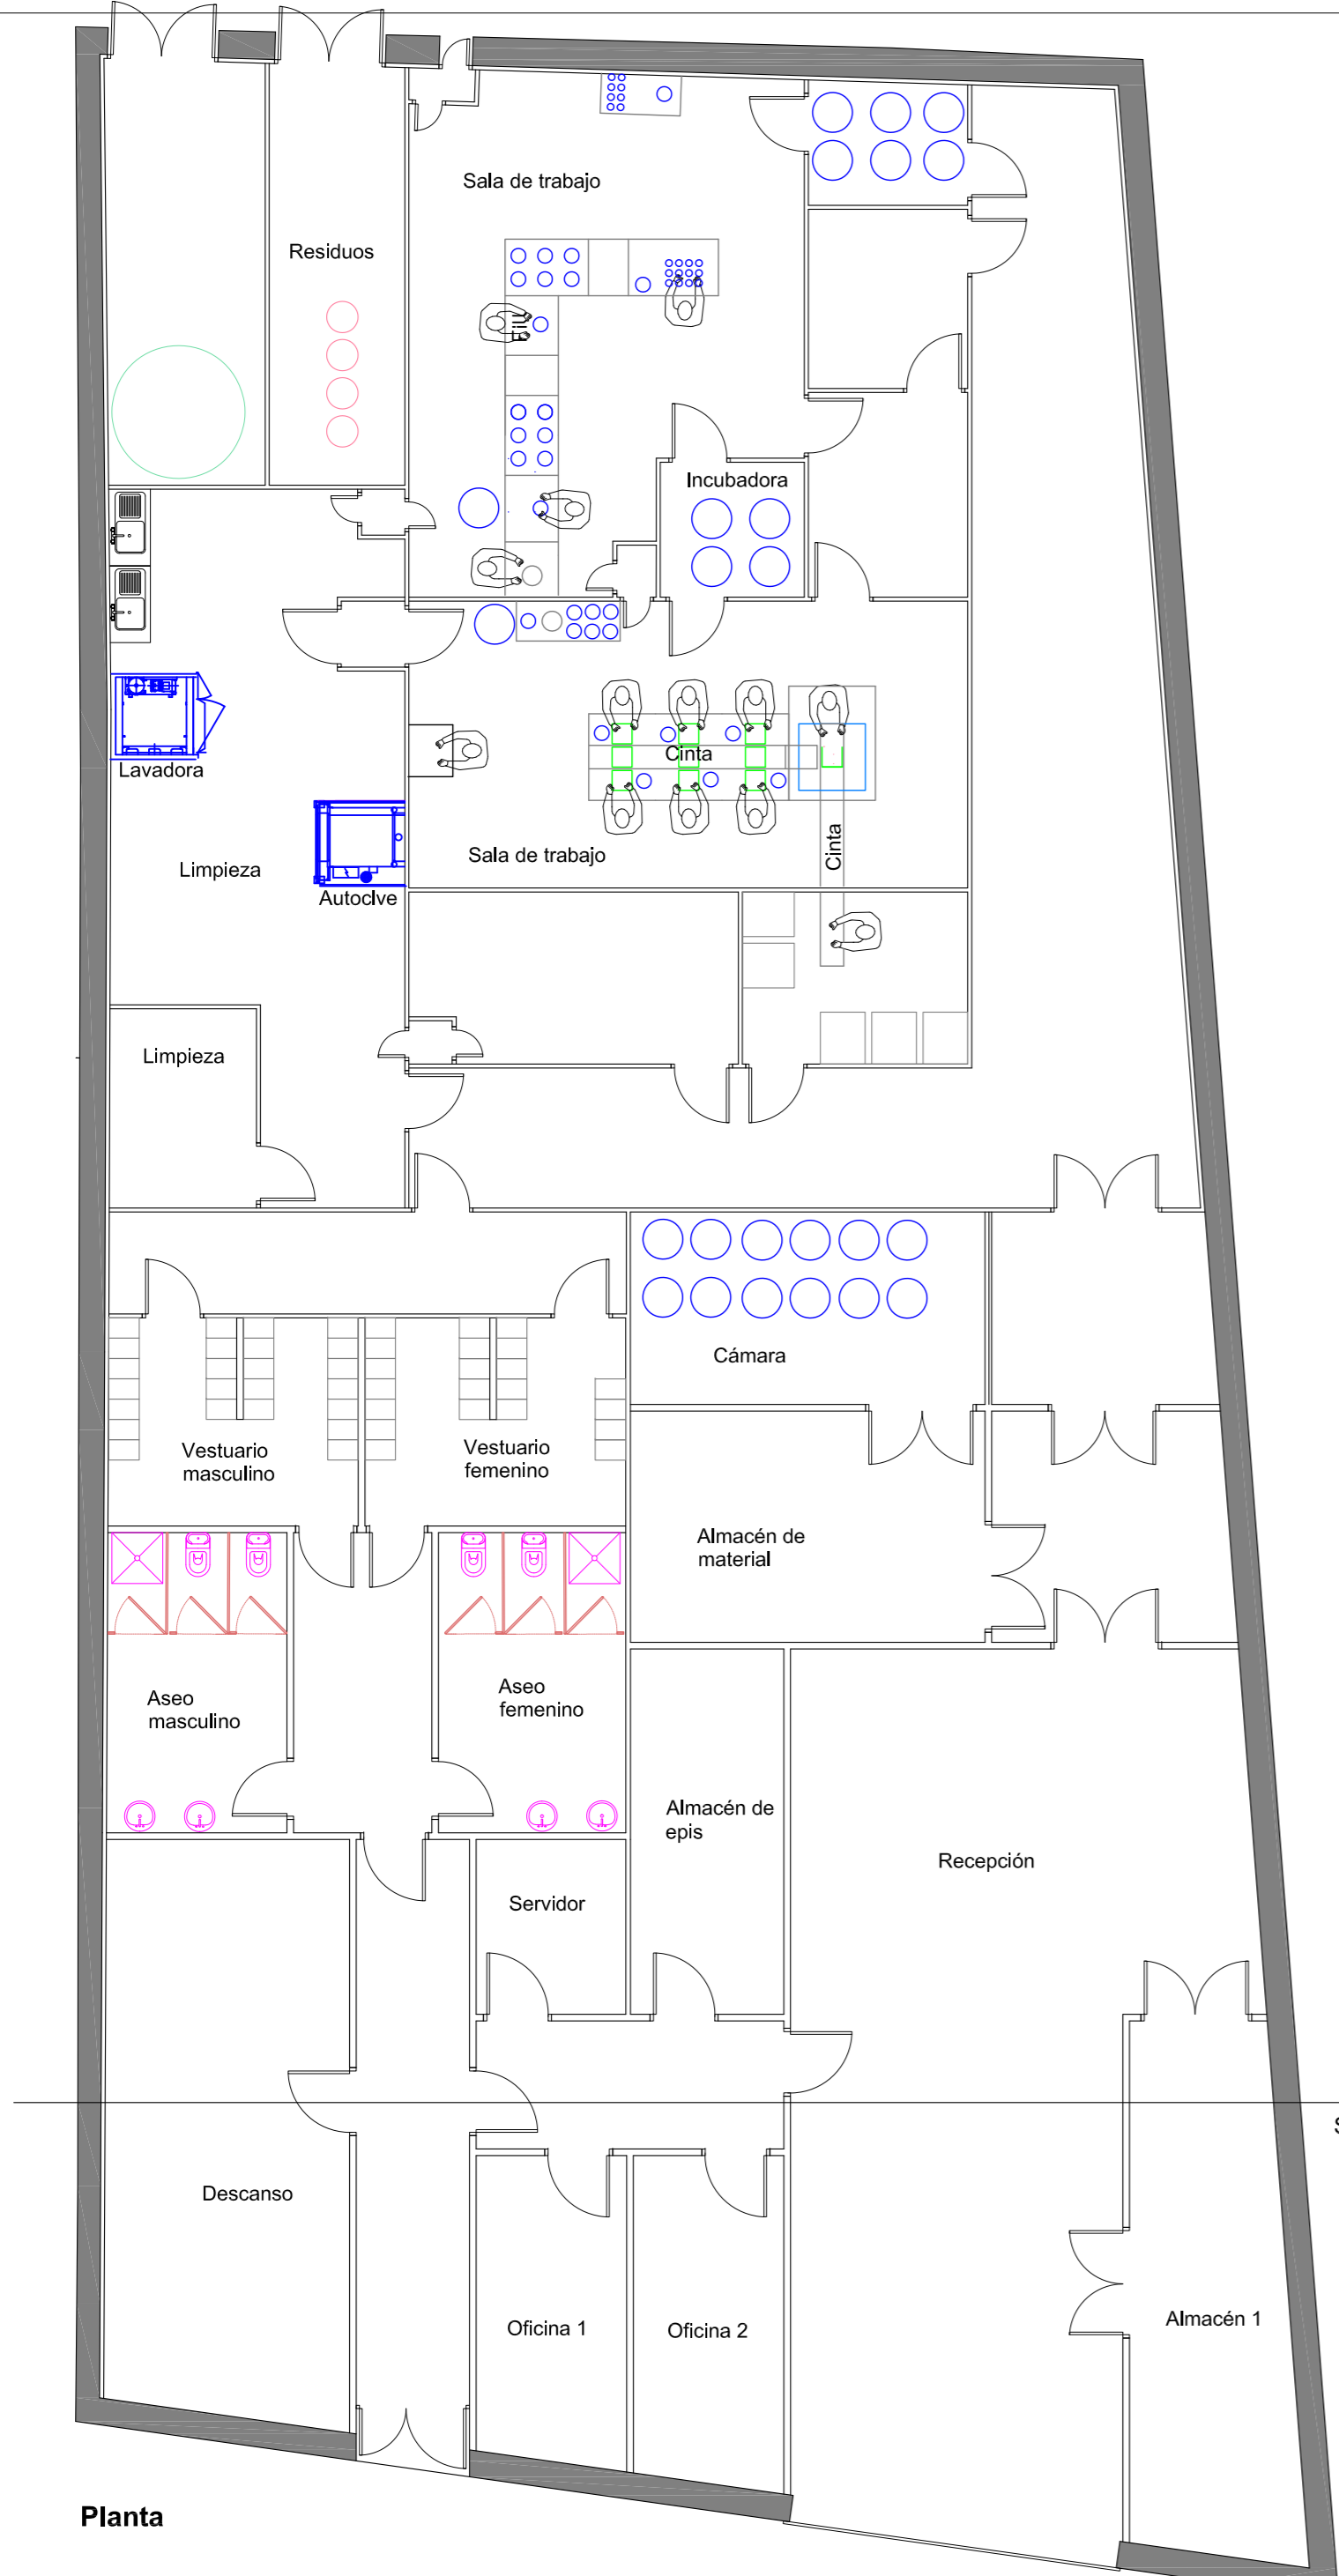 Sala de trabajo
Residuos
Incubadora
Cinta
Lavadora
Cinta
Sala de trabajo
Limpieza
Autoclve
Limpieza
Cámara
Vestuario
masculino
Vestuario
femenino
Almacén de
material
Aseo
masculino
Aseo
femenino
Almacén de
epis
Recepción
Servidor
Descanso
Oficina 1
Oficina 2
Almacén 1
Planta